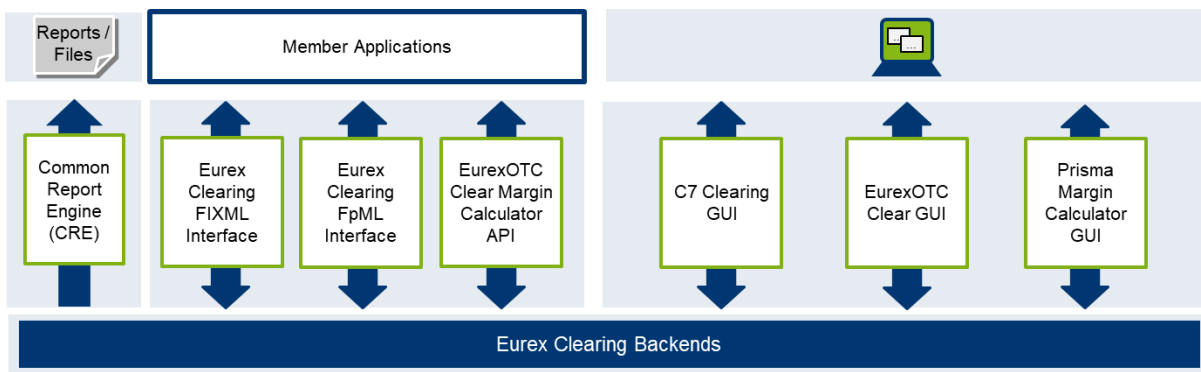 Reports /
Files
Member Applications
... ...
Common
Report
Engine
(CRE)
Eurex
Clearing
FIXML
Interface
Eurex
Clearing
FpML
Interface
EurexOTC
Clear Margin
Calculator
API
C7 Clearing
GUI
EurexOTC
Clear GUI
Prisma
Margin
Calculator
GUI
Eurex Clearing Backends